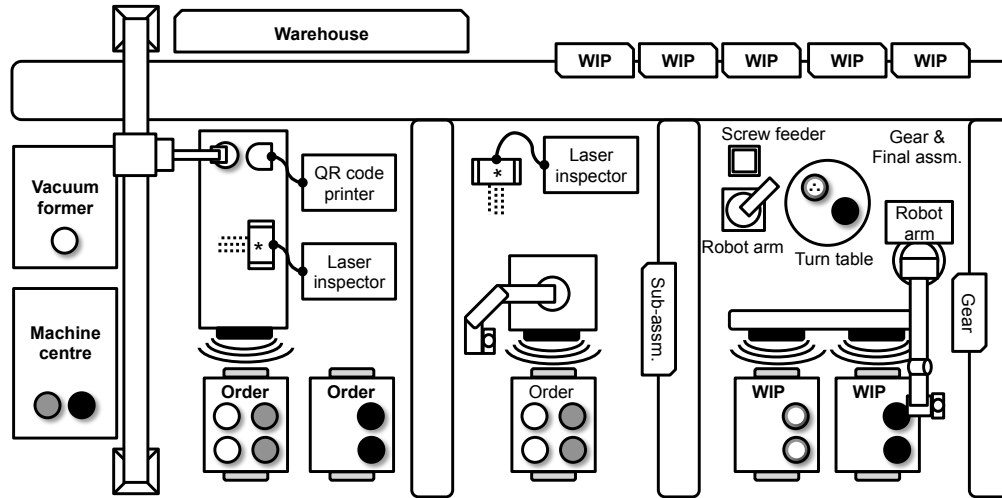 Warehouse
WIP
WIP
WIP
WIP
WIP
Vacuum
former
Machine
centre
QR code
printer
*
Laser
inspector
Order
Order
*
Laser
inspector
Order
Sub-assm.
Screw feeder
Robot arm
Turn table
Gear &
Final assm.
Robot
arm
Gear
WIP
WIP